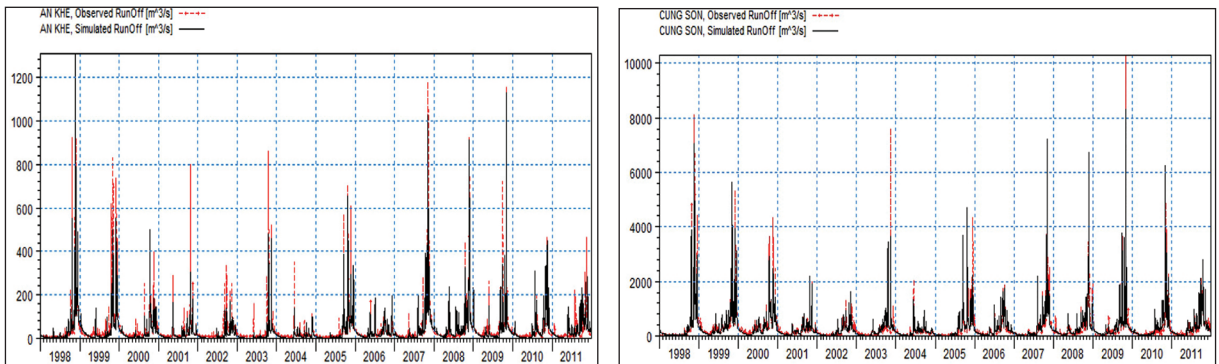 AN KHE, Observed RunOff [m^3/s]
AN KHE, Simulated RunOff [m^3/s]
1200
1000
800
600
400
200
0
1998 1999 2000 2001 2002 2003 2004 2005 2006 2007 2008 2009 2010 2011
CUNG SON, Observed RunOff [m^3/s]
CUNG SON, Simulated RunOff [m^3/s]
10000
8000
6000
4000
2000
0
1998 1999 2000 2001 2002 2003 2004 2005 2006 2007 2008 2009 2010 2011